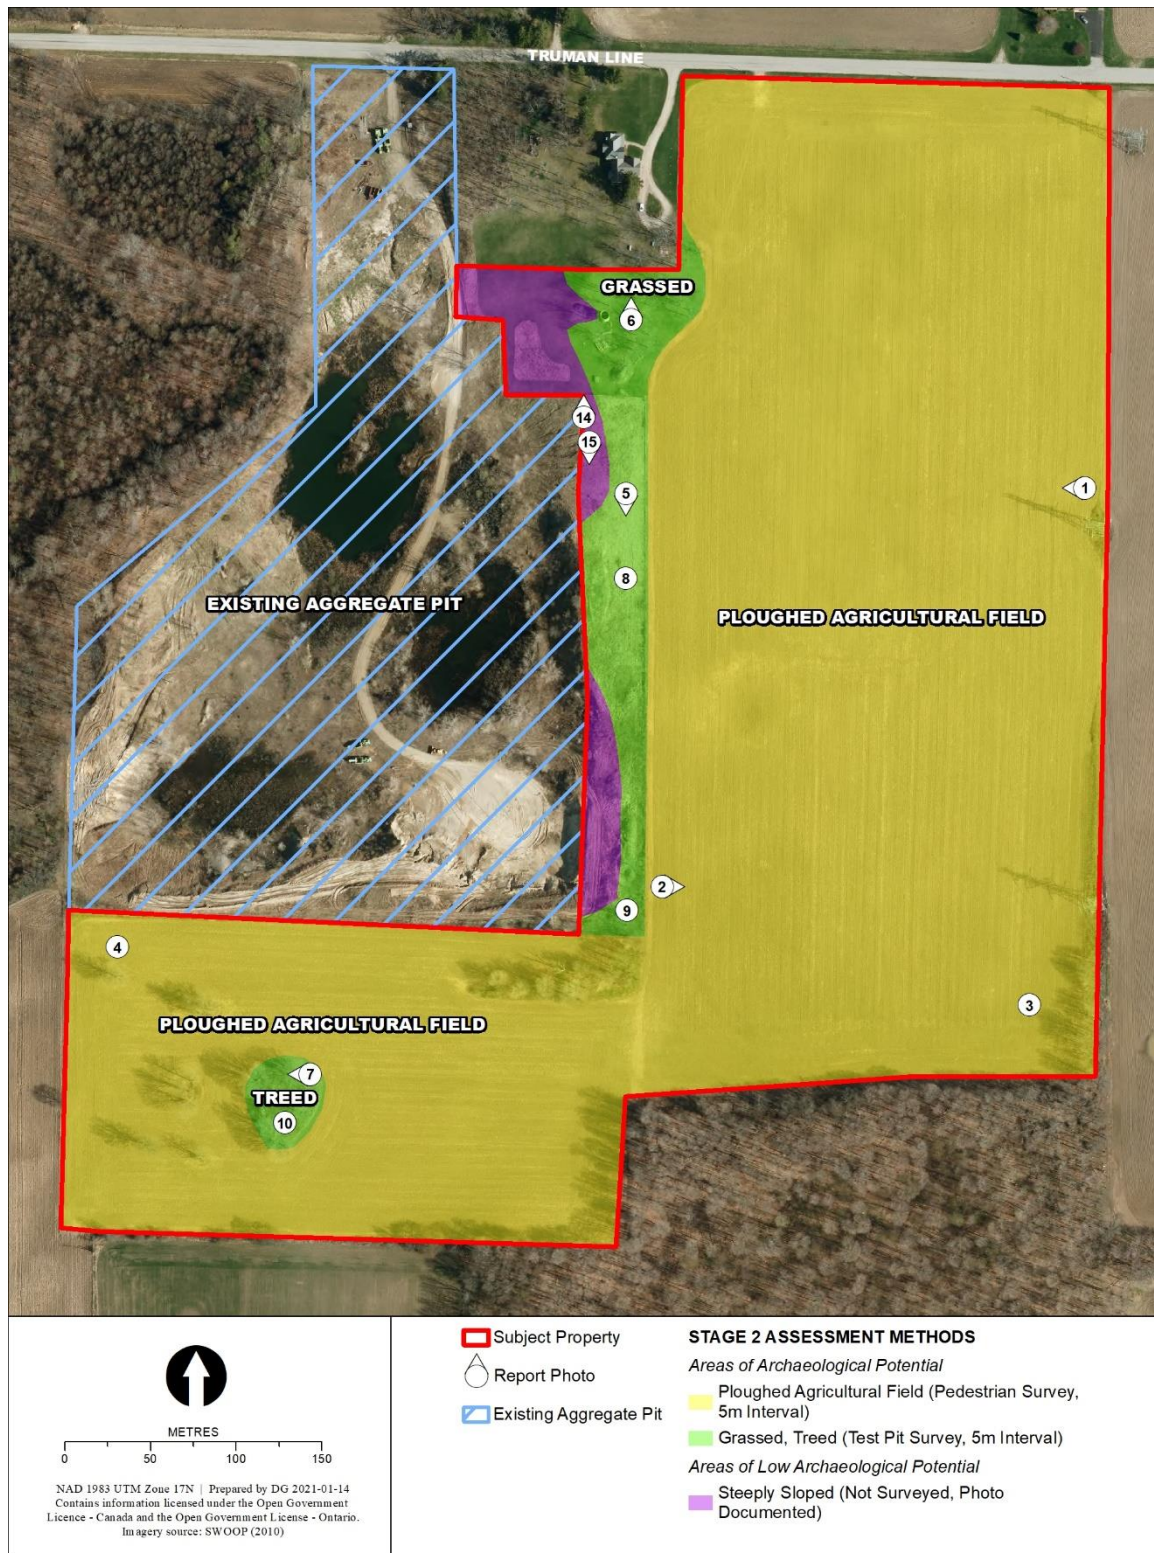 TRUMAN LINE
GRASSED
6
14
15
5
1
8
EXISTING AGGREGATE PIT
PLOUGHED AGRICULTURAL FIELD
2
9
4
3
PLOUGHED AGRICULTURAL FIELD
7
TREED
10
METRES
0 50 100 150
NAD 1983 UTM Zone 17N | Prepared by DG 2021-01-14
Contains information licensed under the Open Government
Licence - Canada and the Open Government License - Ontario.
Imagery source: SWOOP (2010)
Subject Property
Report Photo
Existing Aggregate Pit
STAGE 2 ASSESSMENT METHODS
Areas of Archaeological Potential
Ploughed Agricultural Field (Pedestrian Survey,
5m Interval)
Grassed, Treed (Test Pit Survey, 5m Interval)
Areas of Low Archaeological Potential
Steeply Sloped (Not Surveyed, Photo
Documented)